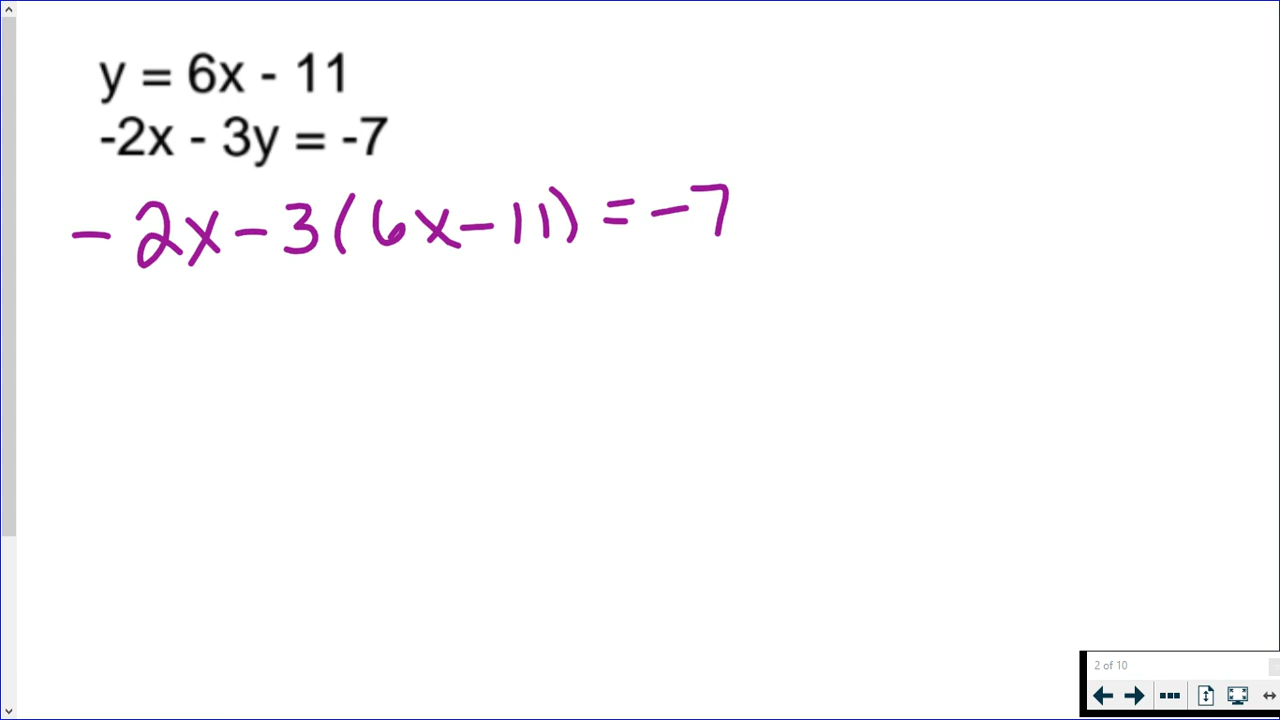 y = 6x - 11
-2x - 3y = -7
- 2x - 3(6x - 11) = -7
2 of 10